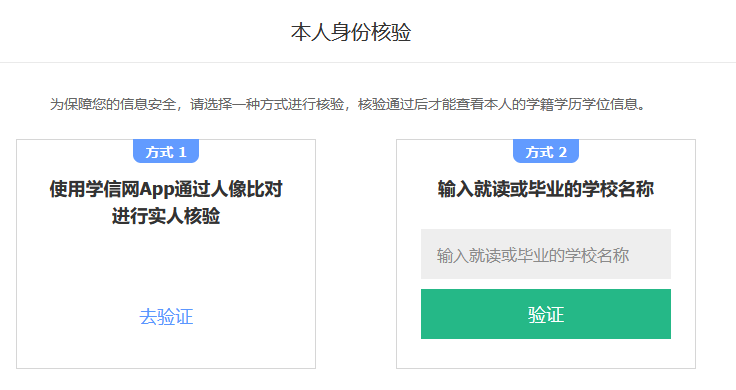 本人身份核验
为保障您的信息安全，请选择一种方式进行核验，核验通过后才能查看本人的学籍学历学位信息。
方式 1
使用学信网App通过人像比对
进行实人核验
去验证
方式 2
输入就读或毕业的学校名称
输入就读或毕业的学校名称
验证